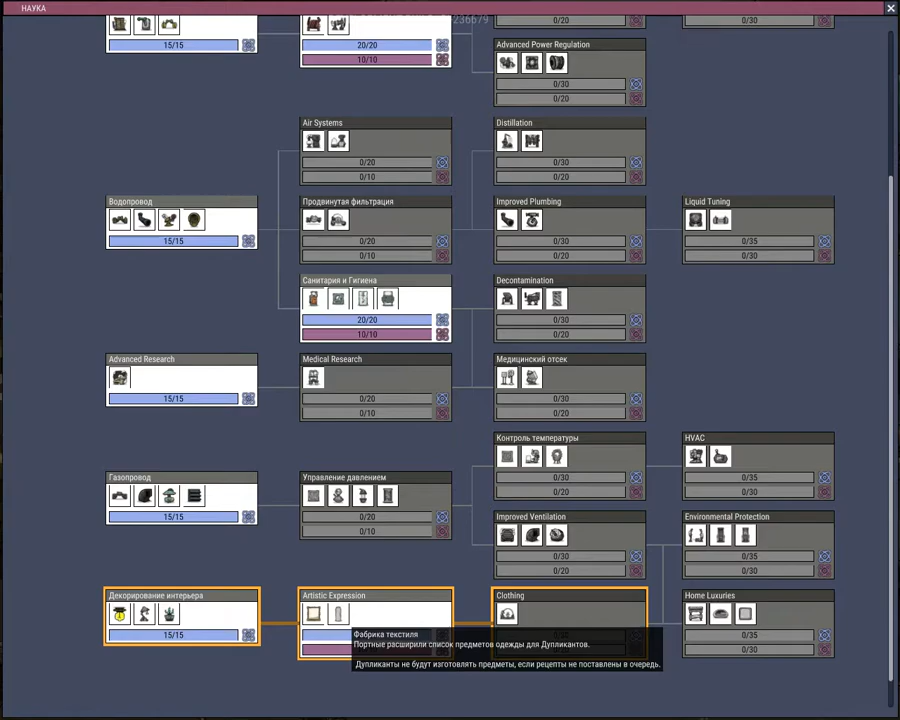 НАУКА
236679
15/15
20/20
10/10
0/20
0/30
Advanced Power Regulation
0/30
0/20
Air Systems
0/20
0/10
Distillation
0/30
0/20
Водопровод
15/15
Продвинутая фильтрация
0/20
0/10
Improved Plumbing
0/30
0/20
Liquid Tuning
0/35
0/30
Санитария и Гигиена
20/20
10/10
Decontamination
0/30
0/20
Advanced Research
15/15
Medical Research
0/20
0/10
Медицинский отсек
0/30
0/20
Контроль температуры
0/30
0/20
HVAC
0/35
0/30
Газопровод
15/15
Управление давлением
0/20
0/10
Improved Ventilation
0/30
0/20
Environmental Protection
0/35
0/30
Декорирование интерьера
15/15
Artistic Expression
Clothing
Home Luxuries
0/35
0/30
Фабрика текстиля
Портные расширили список предметов одежды для Дупликантов.
Дупликанты не будут изготовлять предметы, если рецепты не поставлены в очередь.